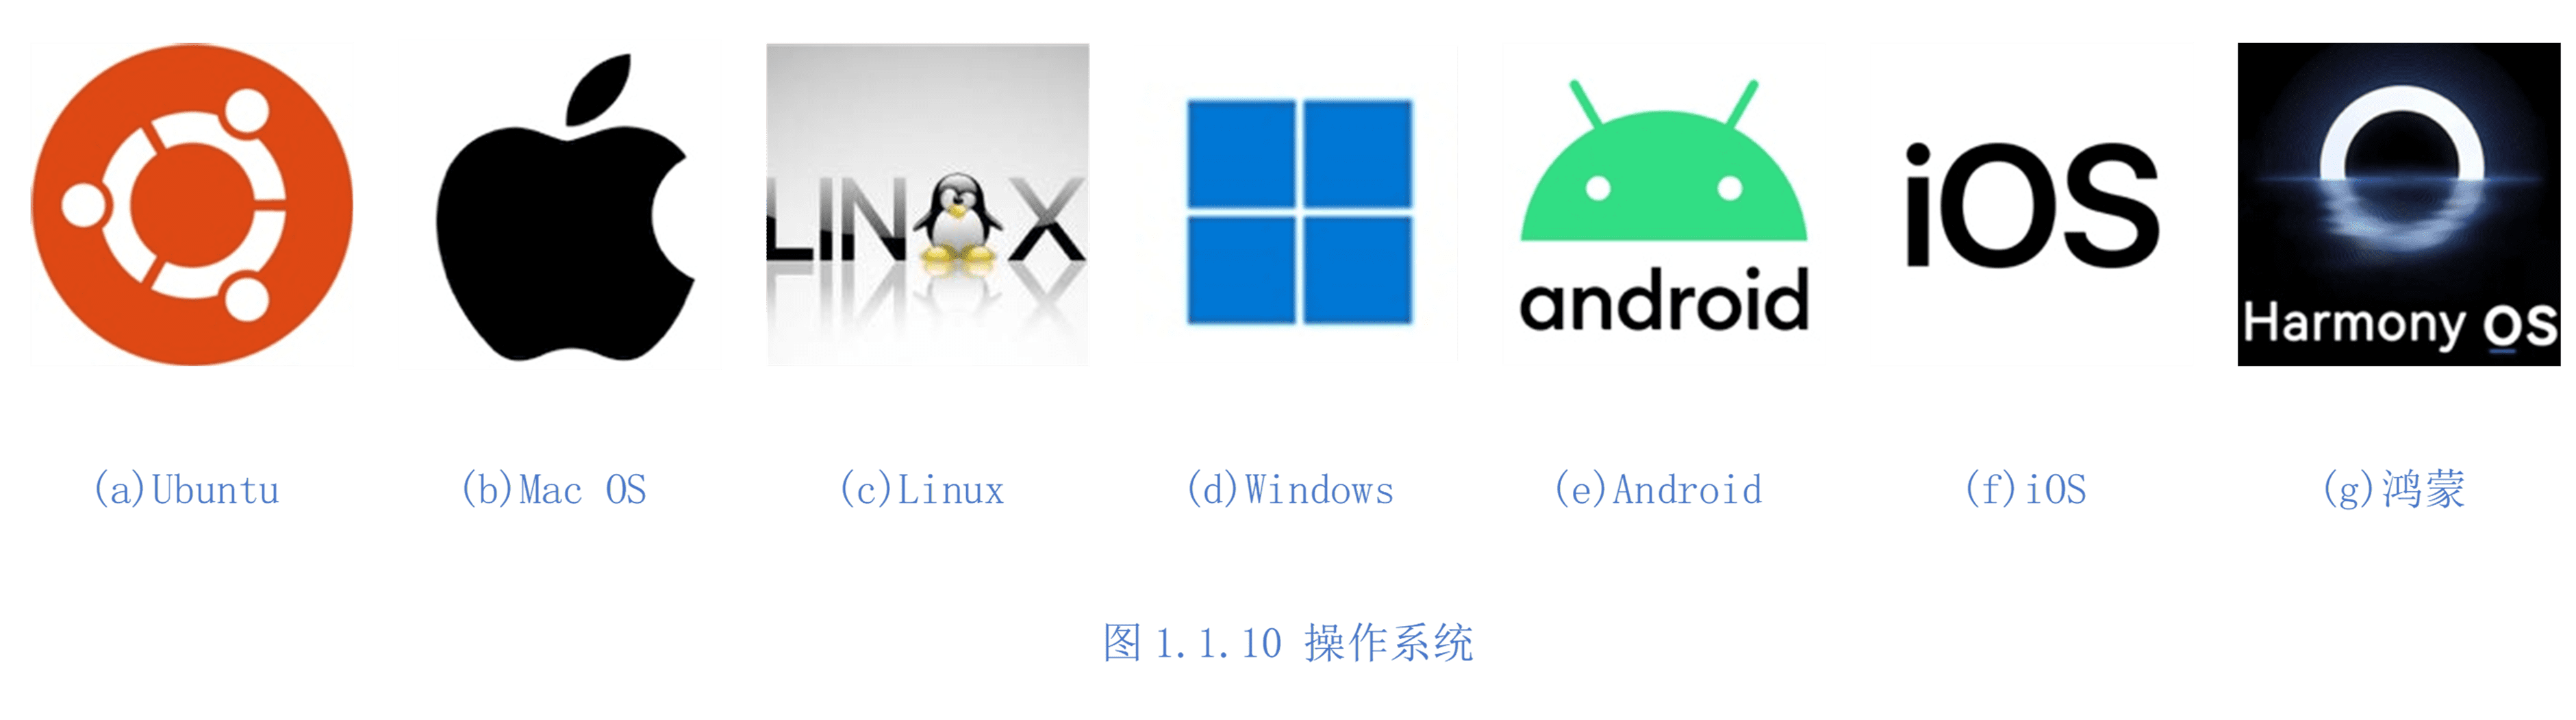 LINUX
android
iOS
Harmony OS
(a)Ubuntu
(b)Mac OS
(c)Linux
(d)Windows
(e)Android
(f)iOS
(g)鸿蒙
图 1.1.10 操作系统